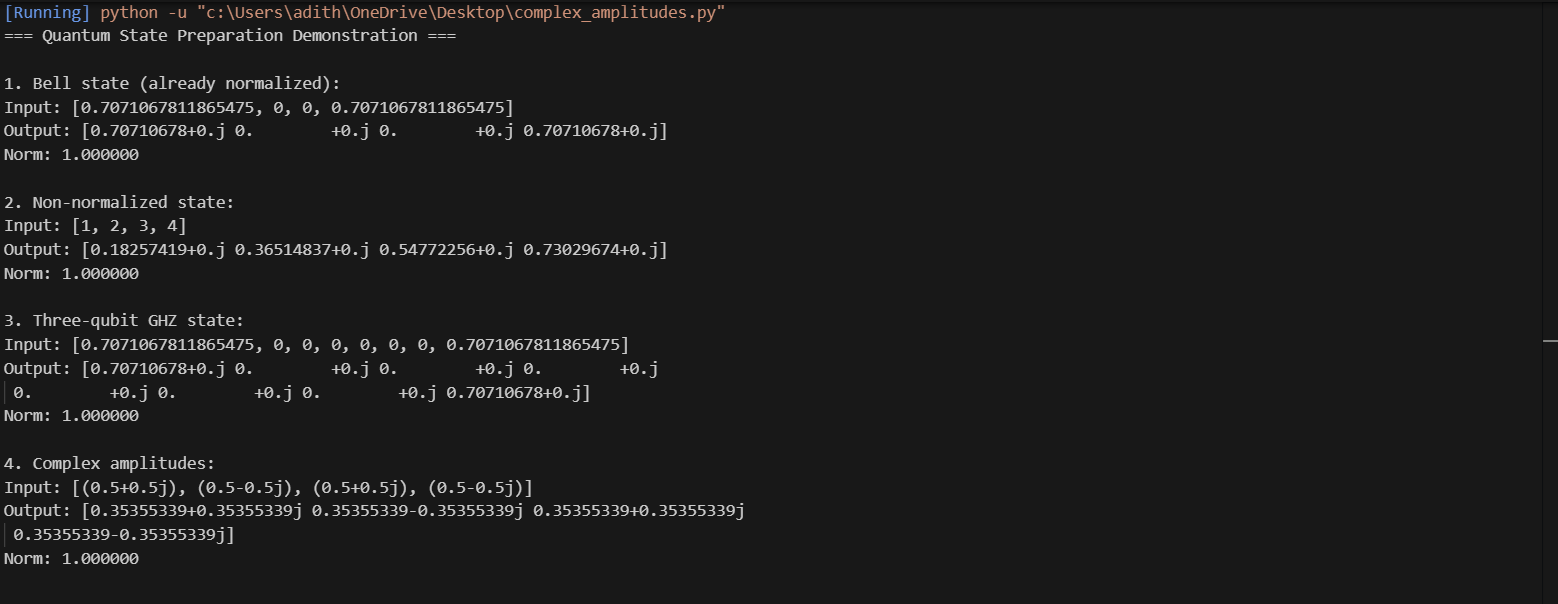 [Running] python -u "c:\Users\adith\OneDrive\Desktop\complex_amplitudes.py"
=== Quantum State Preparation Demonstration ===
1. Bell state (already normalized):
Input: [0.7071067811865475, 0, 0, 0.7071067811865475]
Output: [0.70710678+0.j 0.        +0.j 0.        +0.j 0.70710678+0.j]
Norm: 1.000000
2. Non-normalized state:
Input: [1, 2, 3, 4]
Output: [0.18257419+0.j 0.36514837+0.j 0.54772256+0.j 0.73029674+0.j]
Norm: 1.000000
3. Three-qubit GHZ state:
Input: [0.7071067811865475, 0, 0, 0, 0, 0, 0, 0.7071067811865475]
Output: [0.70710678+0.j 0.        +0.j 0.        +0.j 0.        +0.j
 0.        +0.j 0.        +0.j 0.        +0.j 0.70710678+0.j]
Norm: 1.000000
4. Complex amplitudes:
Input: [(0.5+0.5j), (0.5-0.5j), (0.5+0.5j), (0.5-0.5j)]
Output: [0.35355339+0.35355339j 0.35355339-0.35355339j 0.35355339+0.35355339j
 0.35355339-0.35355339j]
Norm: 1.000000